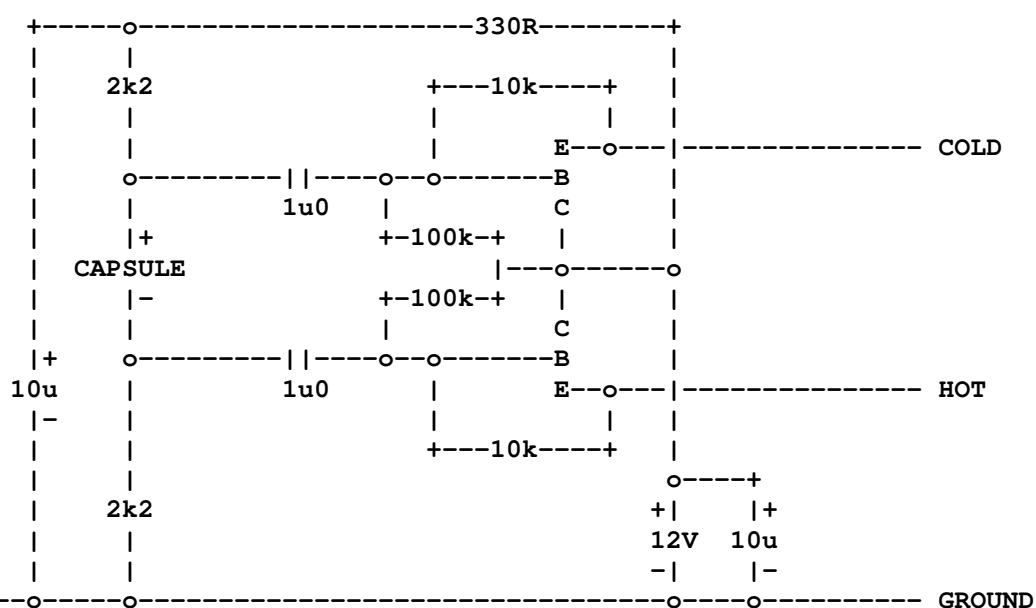 +-----o---------------------330R--------+
|     |                                 |
|    2k2                 +---10k----+   |
|     |                  |          |   |
|     |                  |       E--o---|--------------- COLD
|     o---------||----o--o-------B      |
|     |        1u0    |          C      |
|     |+              +-100k-+   |      |
|  CAPSULE                   |---o------o
|     |-              +-100k-+   |      |
|     |               |          C      |
|+    o---------||----o--o-------B      |
10u   |        1u0       |       E--o---|--------------- HOT
|-    |                  |          |   |
|     |                  +---10k----+   |
|     |                                 o----+
|    2k2                               +|    |+
|     |                                12V  10u
|     |                                -|    |-
--o-----o---------------------------------o----o--------- GROUND